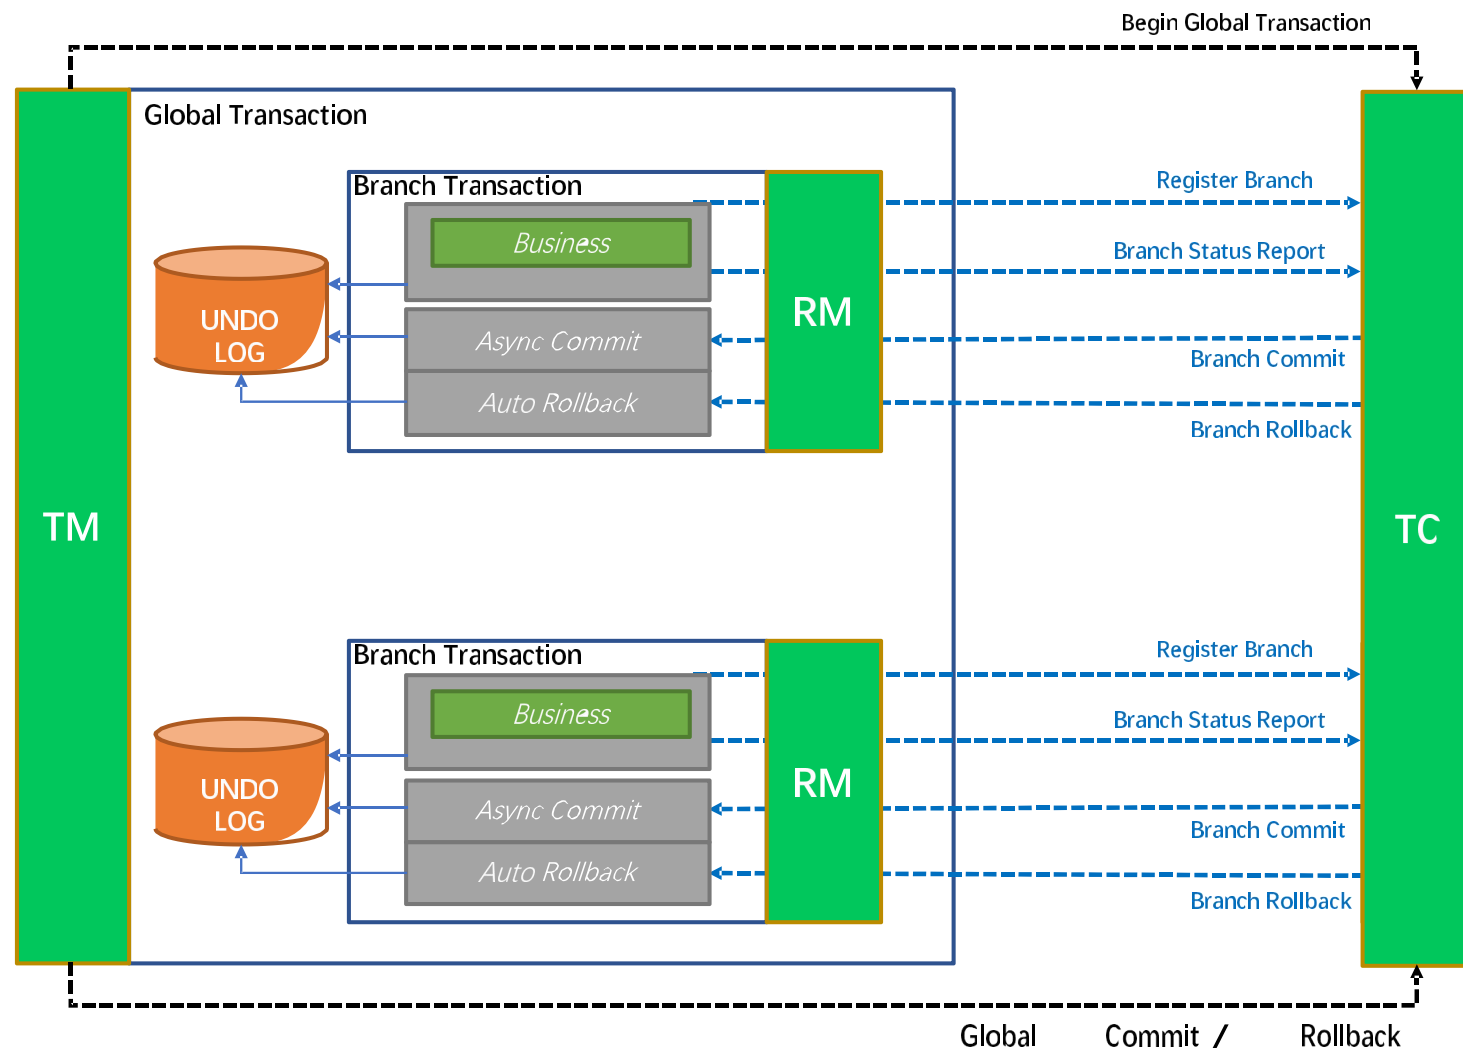 Begin Global Transaction
Global Transaction
Branch Transaction
Business
Async Commit
Auto Rollback
UNDO
LOG
RM
Register Branch
Branch Status Report
Branch Commit
Branch Rollback
TM
TC
Branch Transaction
Business
Async Commit
Auto Rollback
UNDO
LOG
RM
Register Branch
Branch Status Report
Branch Commit
Branch Rollback
Global Commit / Rollback